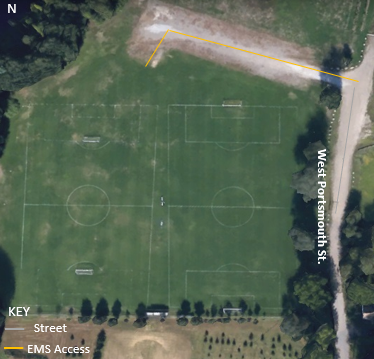 N
West Portsmouth St.
KEY
Street
EMS Access